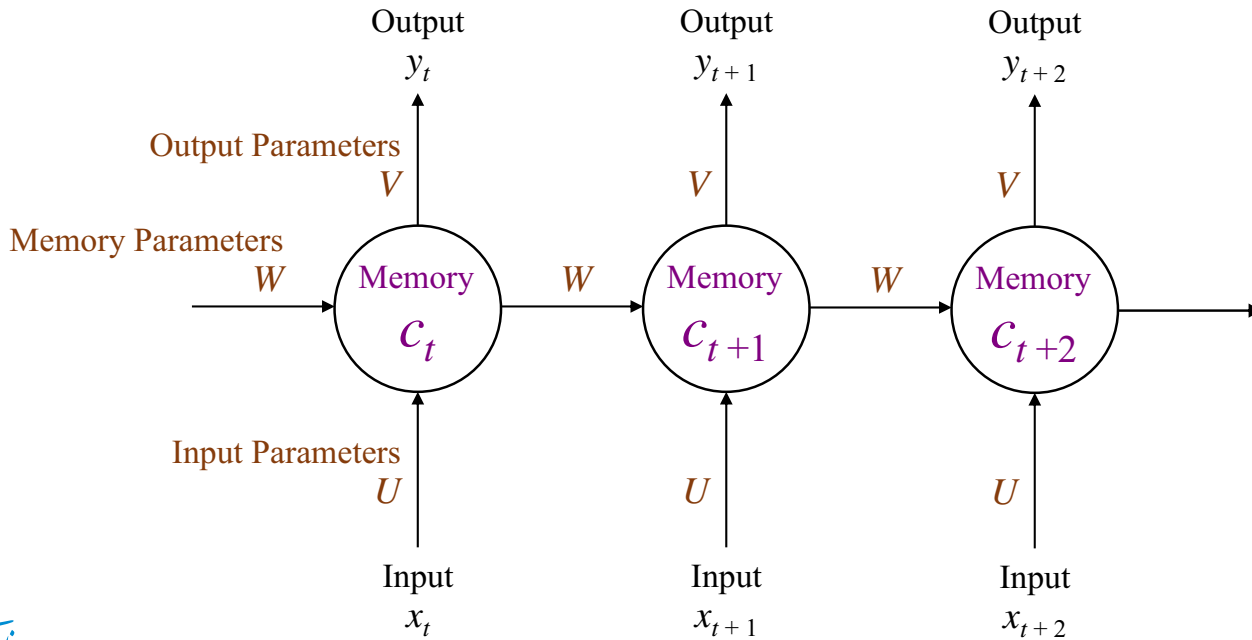 Output Output Output
y_t y_{t+1} y_{t+2}
Output Parameters
V V V
Memory Parameters
W W W
Memory Memory Memory
c_t c_{t+1} c_{t+2}
Input Parameters
U U U
Input Input Input
x_t x_{t+1} x_{t+2}